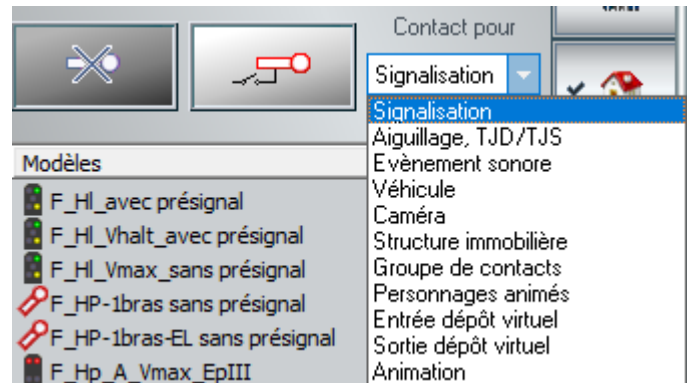 Contact pour
Signalisation
Signalisation
Aiguillage, TJD/TJS
Evènement sonore
Véhicule
Caméra
Structure immobilière
Groupe de contacts
Personnages animés
Entrée dépôt virtuel
Sortie dépôt virtuel
Animation
Modèles
F_Hl_avec présignal
F_Hl_Vhalt_avec présignal
F_Hl_Vmax_sans présignal
F_HP-1bras sans présignal
F_HP-1bras-EL sans présignal
F_Hp_A_Vmax_EpIII